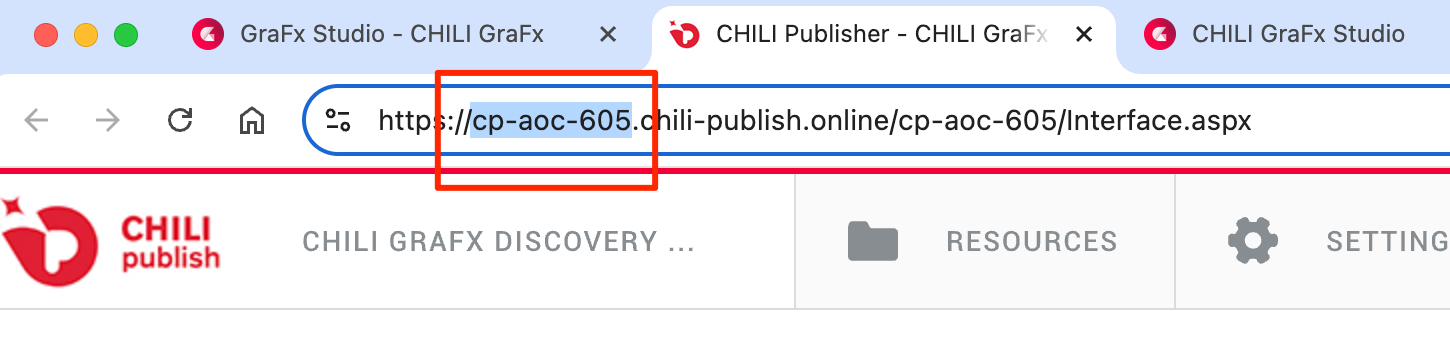 GraFx Studio - CHILI GraFx
CHILI Publisher - CHILI GraFx
CHILI GraFx Studio
https://cp-aoc-605.chili-publish.online/cp-aoc-605/Interface.aspx
CHILI
publish
CHILI GRAFX DISCOVERY ...
RESOURCES
SETTING